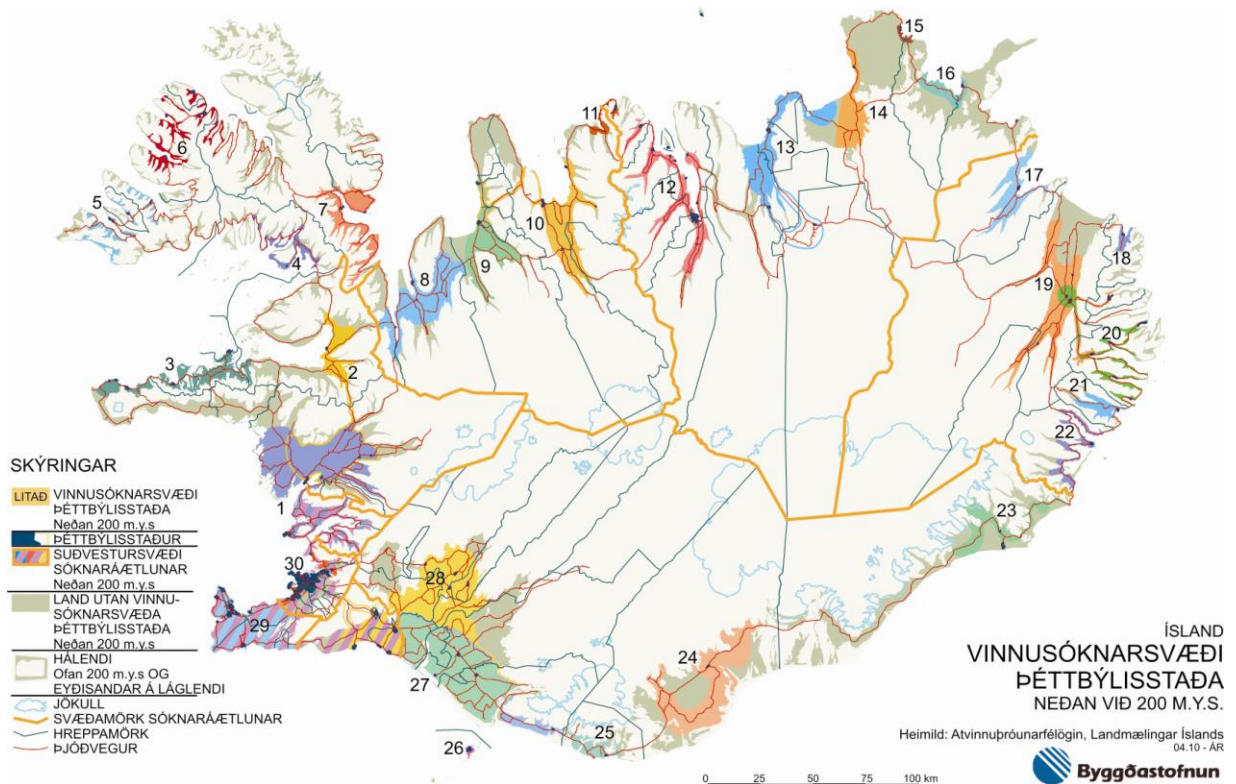 15
16
11
14
6
13
17
5
12
7
10
18
4
8
9
19
20
3
2
21
22
SKÝRINGAR
LITAÐ VINNUSÓKNARSVÆÐI
ÞÉTTBÝLISSTAÐA
Neðan 200 m.y.s
ÞÉTTBÝLISSTAÐUR
SUÐVESTURSVÆÐI
SÓKNARÁÆTLUNAR
Neðan 200 m.y.s
LAND UTAN VINNU-
SÓKNARSVÆÐA
ÞÉTTBÝLISSTAÐA
Neðan 200 m.y.s
HÁLENDI
Ofan 200 m.y.s OG
EYÐISANDAR Á LÁGLENDI
JÖKULL
SVÆÐAMÖRK SÓKNARÁÆTLUNAR
HREPPAMÖRK
ÞJÓÐVEGUR
1
23
30
28
29
24
27
25
26
ÍSLAND
VINNUSÓKNARSVÆÐI
ÞÉTTBÝLISSTAÐA
NEÐAN VIÐ 200 M.Y.S.
Heimild: Atvinnuþróunarfélögin, Landmælingar Íslands
04.10 - ÁR
Byggðastofnun
0 25 50 75 100 km